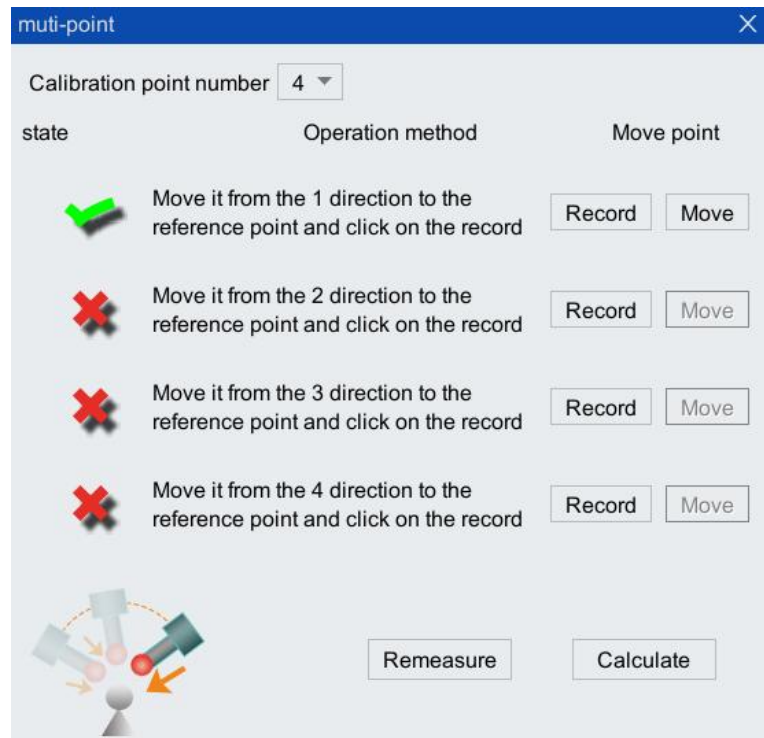 muti-point
Calibration point number 4
state Operation method Move point
Move it from the 1 direction to the
reference point and click on the record
Record Move
Move it from the 2 direction to the
reference point and click on the record
Record Move
Move it from the 3 direction to the
reference point and click on the record
Record Move
Move it from the 4 direction to the
reference point and click on the record
Record Move
Remeasure Calculate